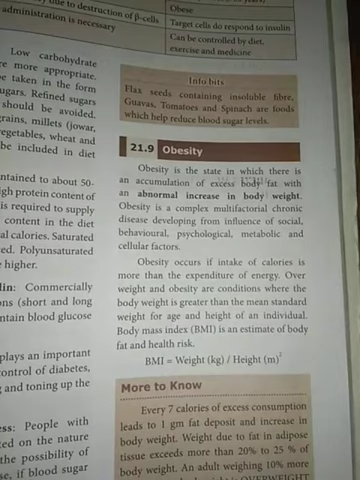 due to destruction of β-cells
administration is necessary
Obese
Target cells do respond to insulin
Can be controlled by diet,
exercise and medicine
Low carbohydrate
more appropriate.
be taken in the form
sugars. Refined sugars
should be avoided.
grains, millets (jowar,
vegetables, wheat and
be included in diet
ntained to about 50-
igh protein content of
is required to supply
content in the diet
al calories. Saturated
ed. Polyunsaturated
higher.
lin: Commercially
ons (short and long
ntain blood glucose
plays an important
control of diabetes,
g and toning up the
ess: People with
ted on the nature
the possibility of
se, if blood sugar
Info bits
Flax seeds containing insoluble fibre,
Guavas, Tomatoes and Spinach are foods
which help reduce blood sugar levels.
21.9 Obesity
Obesity is the state in which there is
an accumulation of excess body fat with
an abnormal increase in body weight.
Obesity is a complex multifactorial chronic
disease developing from influence of social,
behavioural, psychological, metabolic and
cellular factors.
Obesity occurs if intake of calories is
more than the expenditure of energy. Over
weight and obesity are conditions where the
body weight is greater than the mean standard
weight for age and height of an individual.
Body mass index (BMI) is an estimate of body
fat and health risk.
BMI = Weight (kg) / Height (m)²
More to Know
Every 7 calories of excess consumption
leads to 1 gm fat deposit and increase in
body weight. Weight due to fat in adipose
tissue exceeds more than 20% to 25 % of
body weight. An adult weighing 10% more
OVERWEIGHT